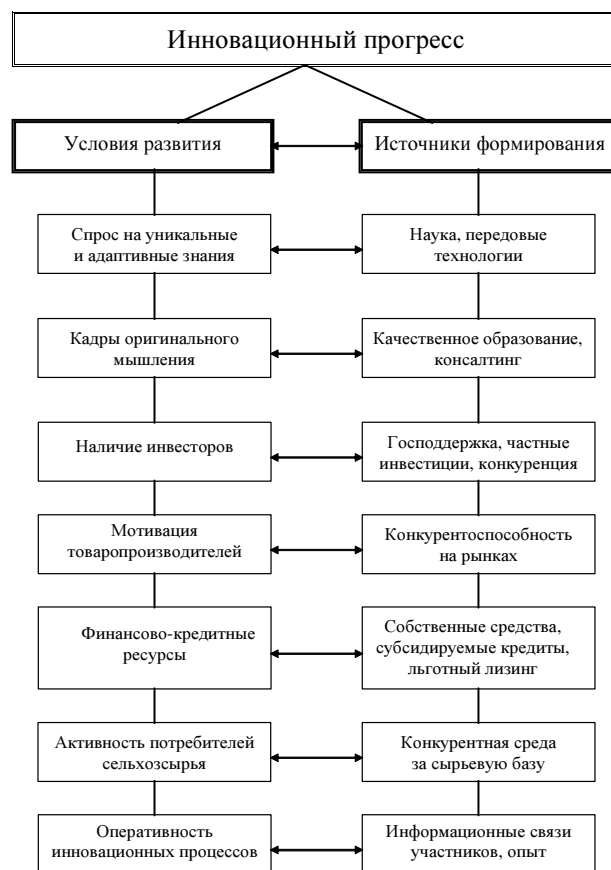 Инновационный прогресс
Условия развития
Источники формирования
Спрос на уникальные
и адаптивные знания
Наука, передовые
технологии
Кадры оригинального
мышления
Качественное образование,
консалтинг
Наличие инвесторов
Господдержка, частные
инвестиции, конкуренция
Мотивация
товаропроизводителей
Конкурентоспособность
на рынках
Финансово-кредитные
ресурсы
Собственные средства,
субсидируемые кредиты,
льготный лизинг
Активность потребителей
сельхозсырья
Конкурентная среда
за сырьевую базу
Оперативность
инновационных процессов
Информационные связи
участников, опыт